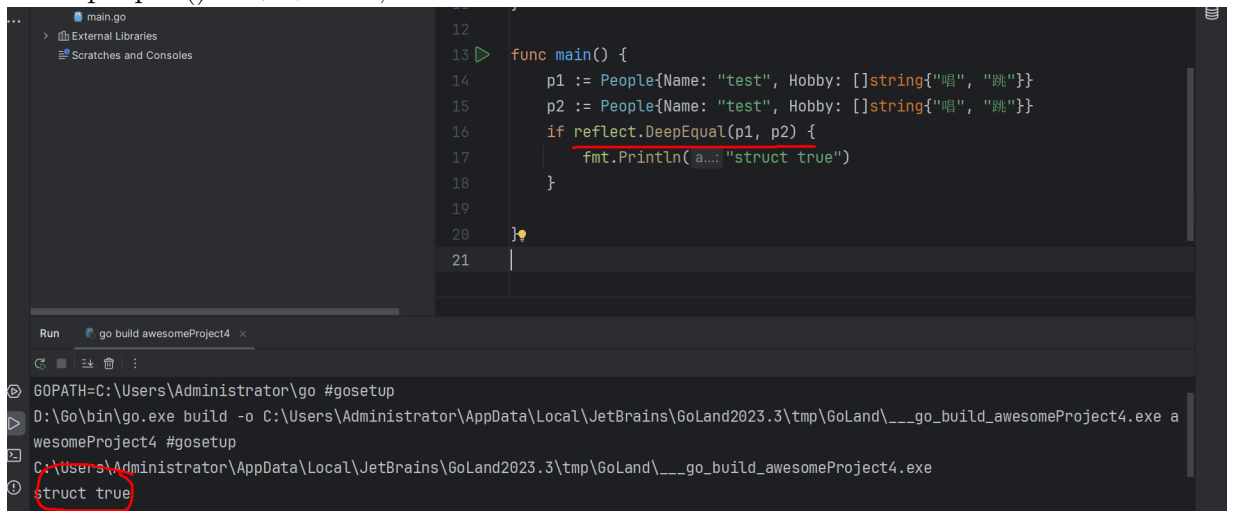 main.go
External Libraries
Scratches and Consoles
12
13 func main() {
14 p1 := People{Name: "test", Hobby: []string{"唱", "跳"}}
15 p2 := People{Name: "test", Hobby: []string{"唱", "跳"}}
16 if reflect.DeepEqual(p1, p2) {
17 fmt.Println( a...: "struct true")
18 }
19
20 }
21
Run go build awesomeProject4 ×
GOPATH=C:\Users\Administrator\go #gosetup
D:\Go\bin\go.exe build -o C:\Users\Administrator\AppData\Local\JetBrains\GoLand2023.3\tmp\GoLand\___go_build_awesomeProject4.exe a
wesomeProject4 #gosetup
C:\Users\Administrator\AppData\Local\JetBrains\GoLand2023.3\tmp\GoLand\___go_build_awesomeProject4.exe
struct true